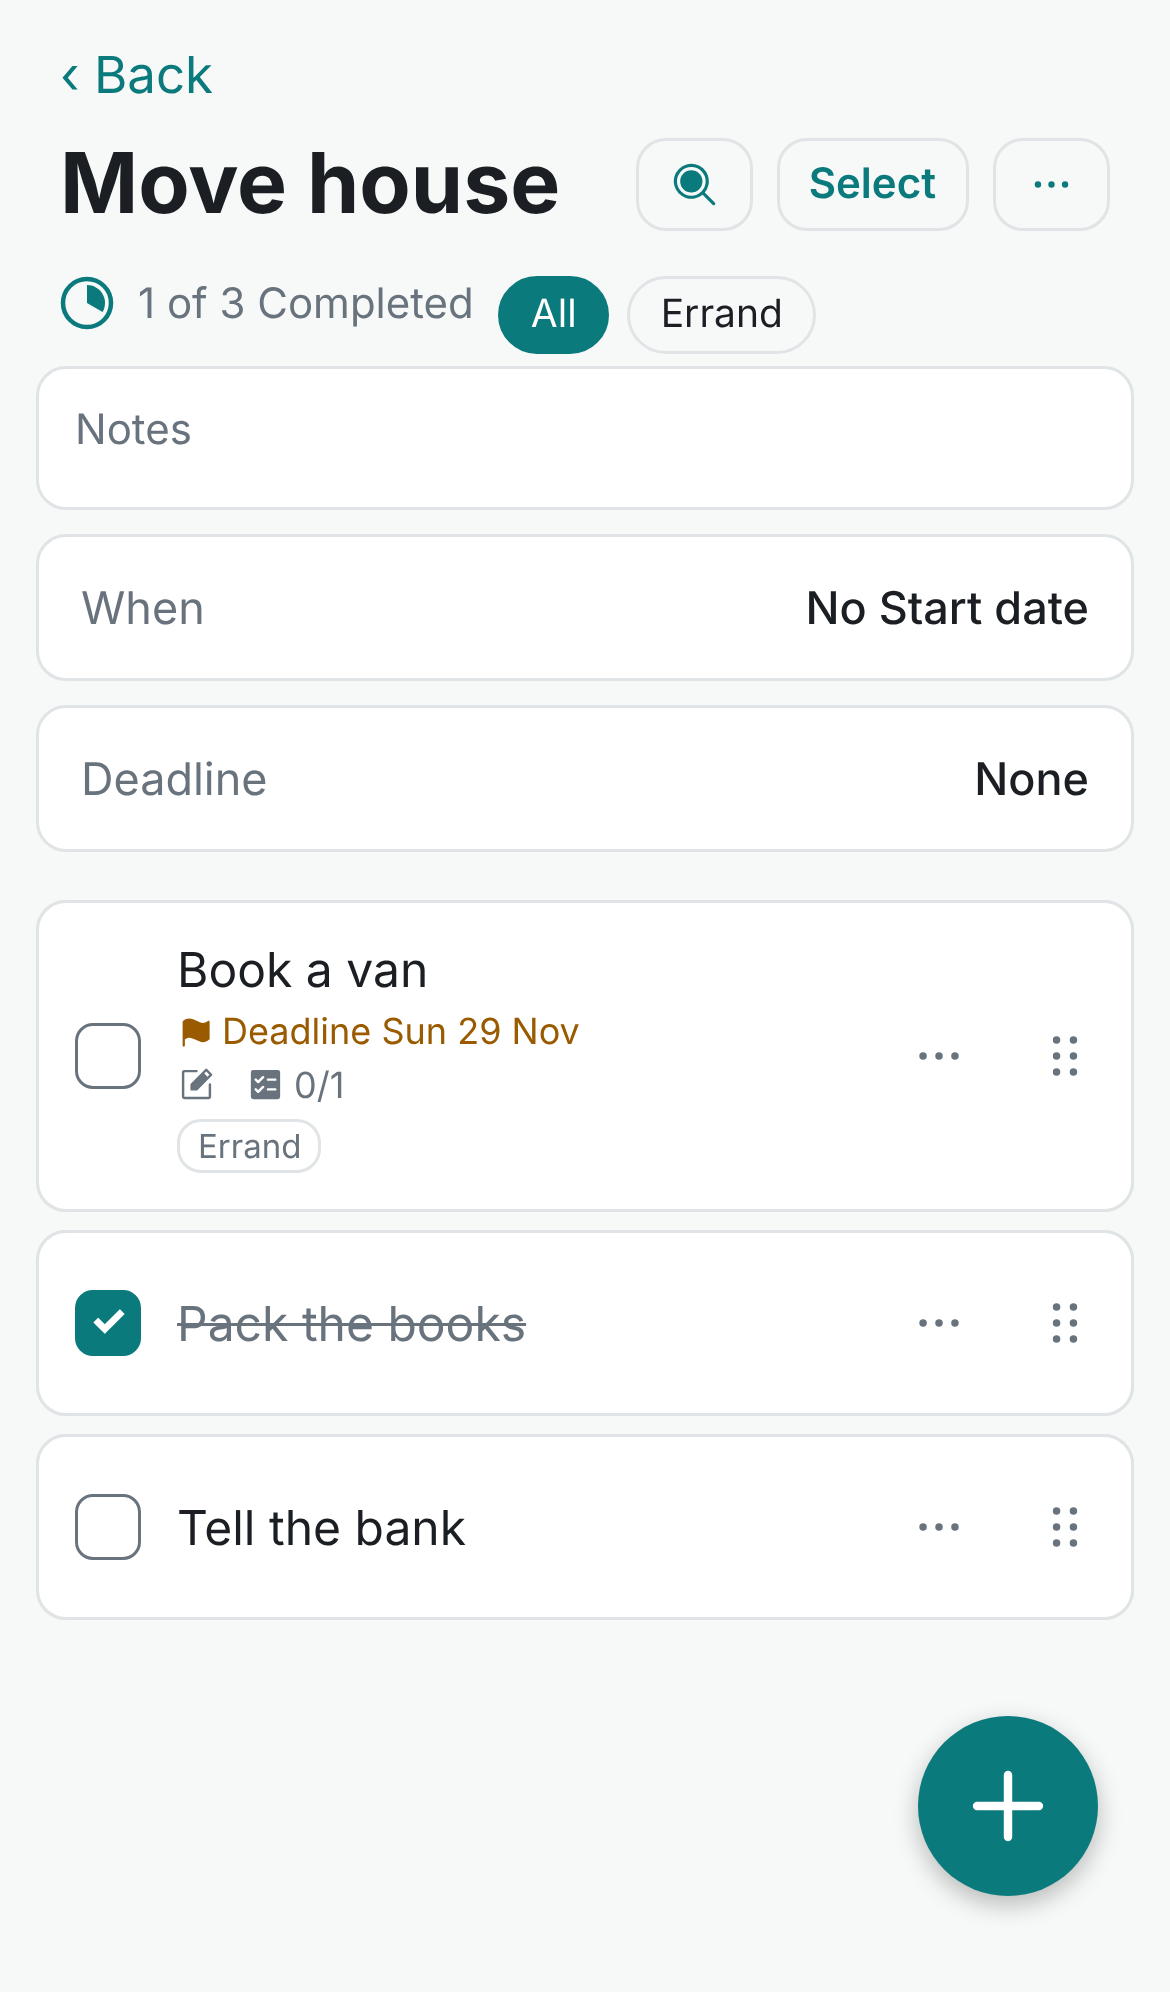 ‹ Back
Move house
Select
1 of 3 Completed
All
Errand
Notes
When
No Start date
Deadline
None
Book a van
Deadline Sun 29 Nov
0/1
Errand
Pack the books
Tell the bank